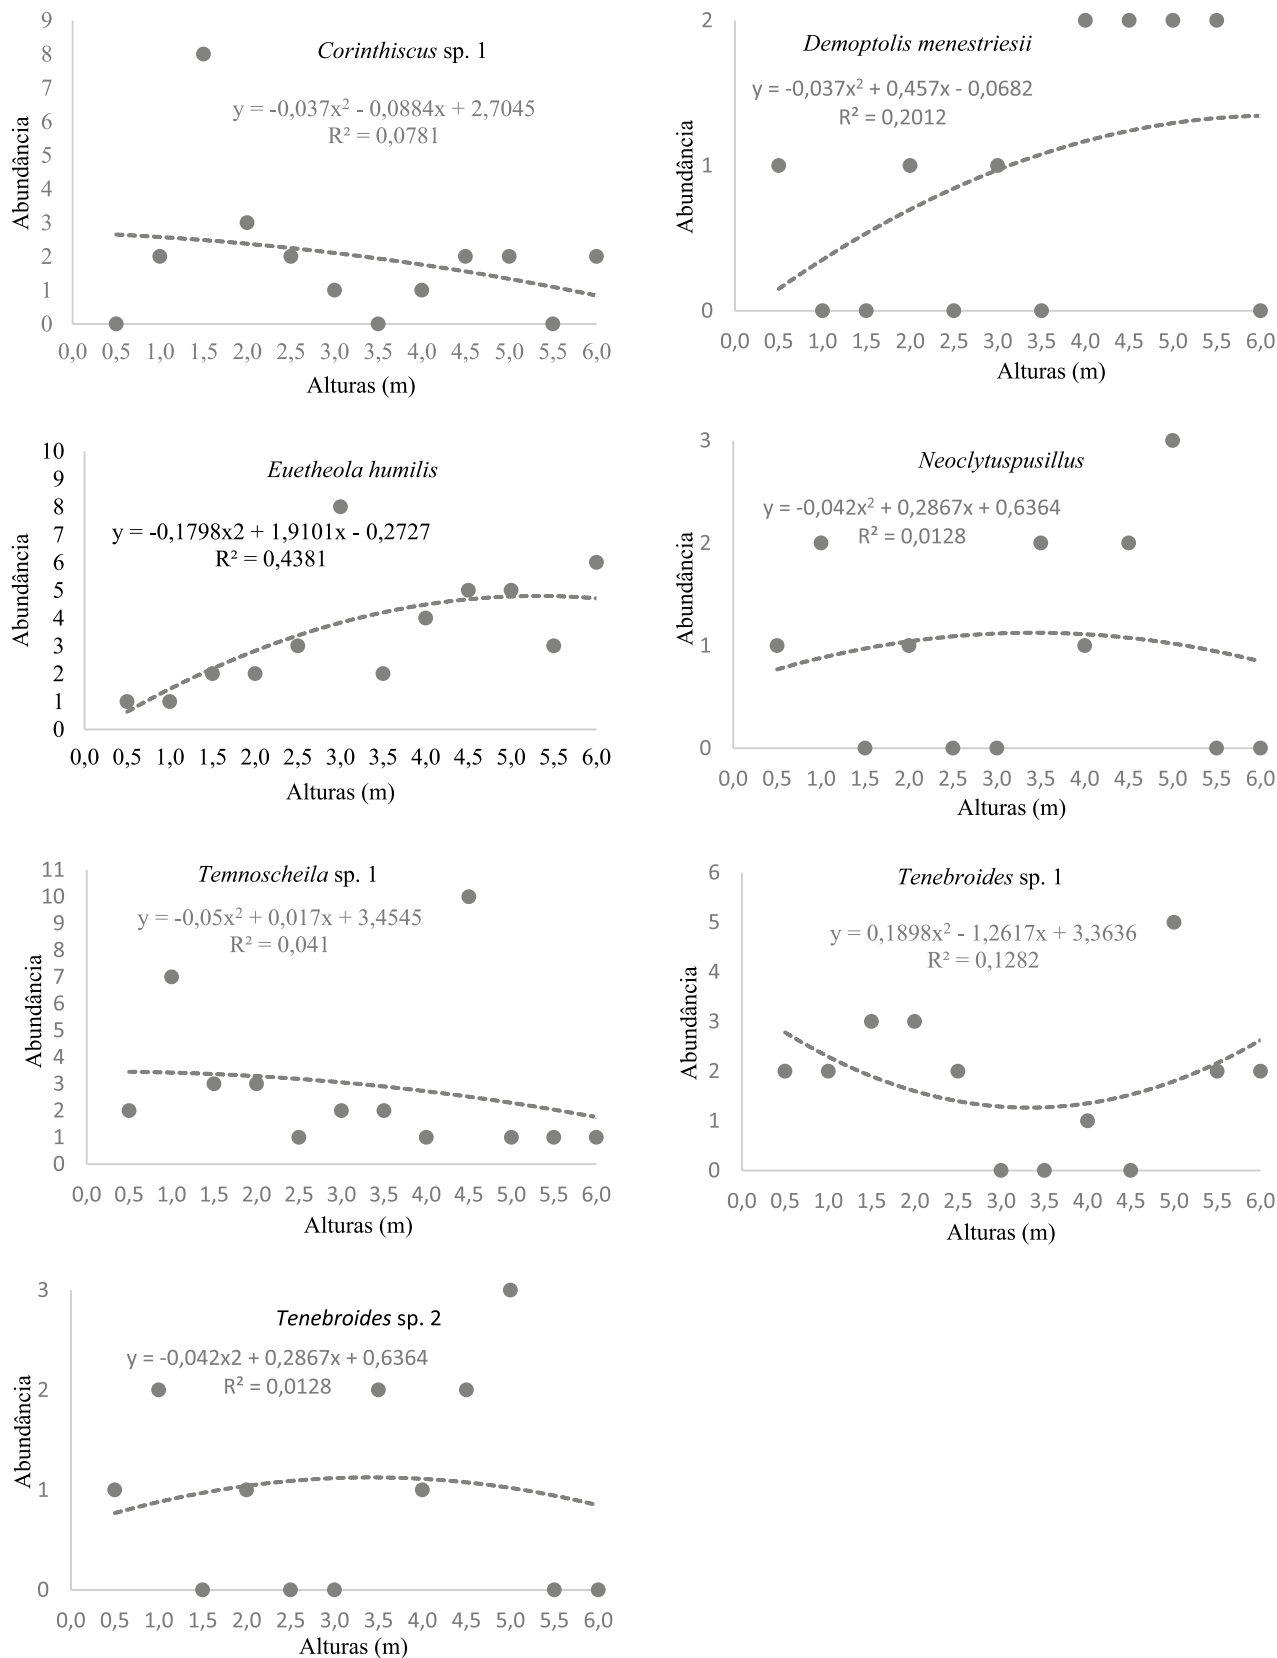 Corinthiscus sp. 1
y = -0,037x² - 0,0884x + 2,7045
R² = 0,0781
Abundância
9
8
7
6
5
4
3
2
1
0
0,0 0,5 1,0 1,5 2,0 2,5 3,0 3,5 4,0 4,5 5,0 5,5 6,0
Alturas (m)
Demoptolis menestriesii
y = -0,037x² + 0,457x - 0,0682
R² = 0,2012
Abundância
2
1
0
0,0 0,5 1,0 1,5 2,0 2,5 3,0 3,5 4,0 4,5 5,0 5,5 6,0
Alturas (m)
Euetheola humilis
y = -0,1798x2 + 1,9101x - 0,2727
R² = 0,4381
Abundância
10
9
8
7
6
5
4
3
2
1
0
0,0 0,5 1,0 1,5 2,0 2,5 3,0 3,5 4,0 4,5 5,0 5,5 6,0
Alturas (m)
Neoclytuspusillus
y = -0,042x² + 0,2867x + 0,6364
R² = 0,0128
Abundância
3
2
1
0
0,0 0,5 1,0 1,5 2,0 2,5 3,0 3,5 4,0 4,5 5,0 5,5 6,0
Alturas (m)
Temnoscheila sp. 1
y = -0,05x² + 0,017x + 3,4545
R² = 0,041
Abundância
11
10
9
8
7
6
5
4
3
2
1
0
0,0 0,5 1,0 1,5 2,0 2,5 3,0 3,5 4,0 4,5 5,0 5,5 6,0
Alturas (m)
Tenebroides sp. 1
y = 0,1898x² - 1,2617x + 3,3636
R² = 0,1282
Abundância
6
5
4
3
2
1
0
0,0 0,5 1,0 1,5 2,0 2,5 3,0 3,5 4,0 4,5 5,0 5,5 6,0
Alturas (m)
Tenebroides sp. 2
y = -0,042x2 + 0,2867x + 0,6364
R² = 0,0128
Abundância
3
2
1
0
0,0 0,5 1,0 1,5 2,0 2,5 3,0 3,5 4,0 4,5 5,0 5,5 6,0
Alturas (m)